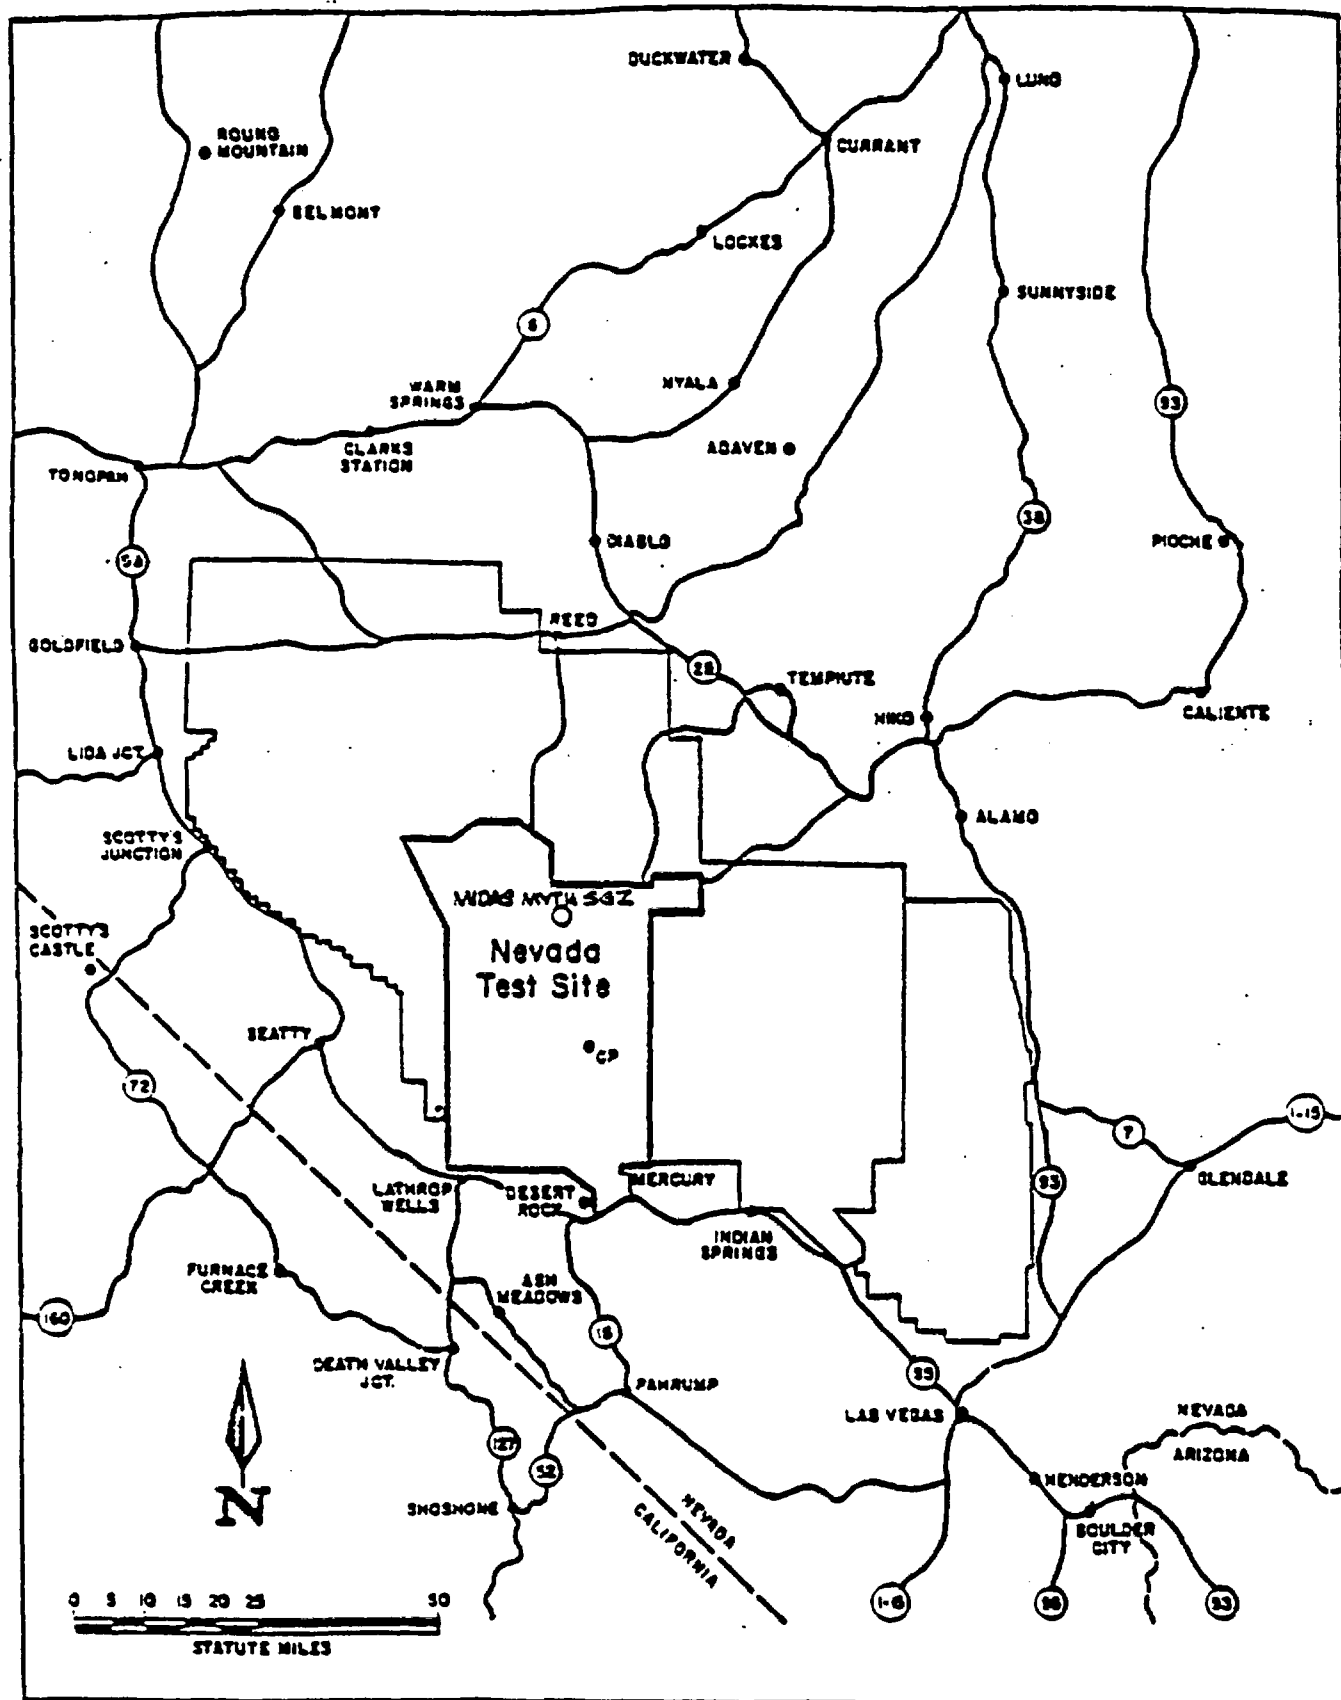 DUCKWATER
LUND
ROUND
MOUNTAIN
CURRANT
BELMONT
LOCKES
SUNNYSIDE
6
WARM
SPRINGS
NYALA
93
CLARKS
STATION
ADAVEN
TONOPAH
38
DIABLO
PIOCHE
REED
GOLDFIELD
25
TEMPIUTE
HIKO
CALIENTE
LIDA JCT.
ALAMO
SCOTTY'S
JUNCTION
MIDAS MYTH SGZ
SCOTTY'S
CASTLE
Nevada
Test Site
BEATTY
CP
72
I-15
7
GLENDALE
LATHROP
WELLS
DESERT
ROCK
MERCURY
93
INDIAN
SPRINGS
FURNACE
CREEK
ASH
MEADOWS
160
16
DEATH VALLEY
JCT.
PAHRUMP
95
LAS VEGAS
NEVADA
ARIZONA
127
52
HENDERSON
SHOSHONE
NEVADA
CALIFORNIA
BOULDER
CITY
N
0 5 10 15 20 25 50
I-15
95
93
STATUTE MILES